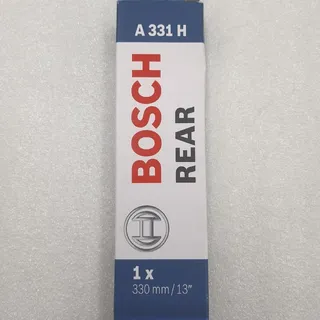 A 331 H
BOSCH
REAR
1 x
330 mm / 13"